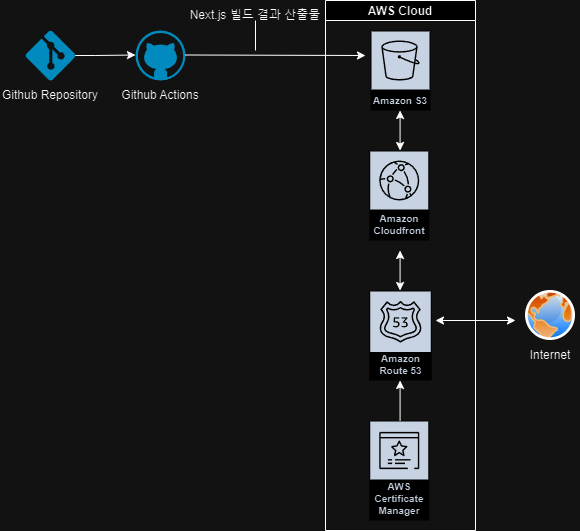 Next.js 빌드 결과 산출물
AWS Cloud
Github Repository
Github Actions
Amazon S3
Amazon
Cloudfront
53
Amazon
Route 53
Internet
AWS
Certificate
Manager